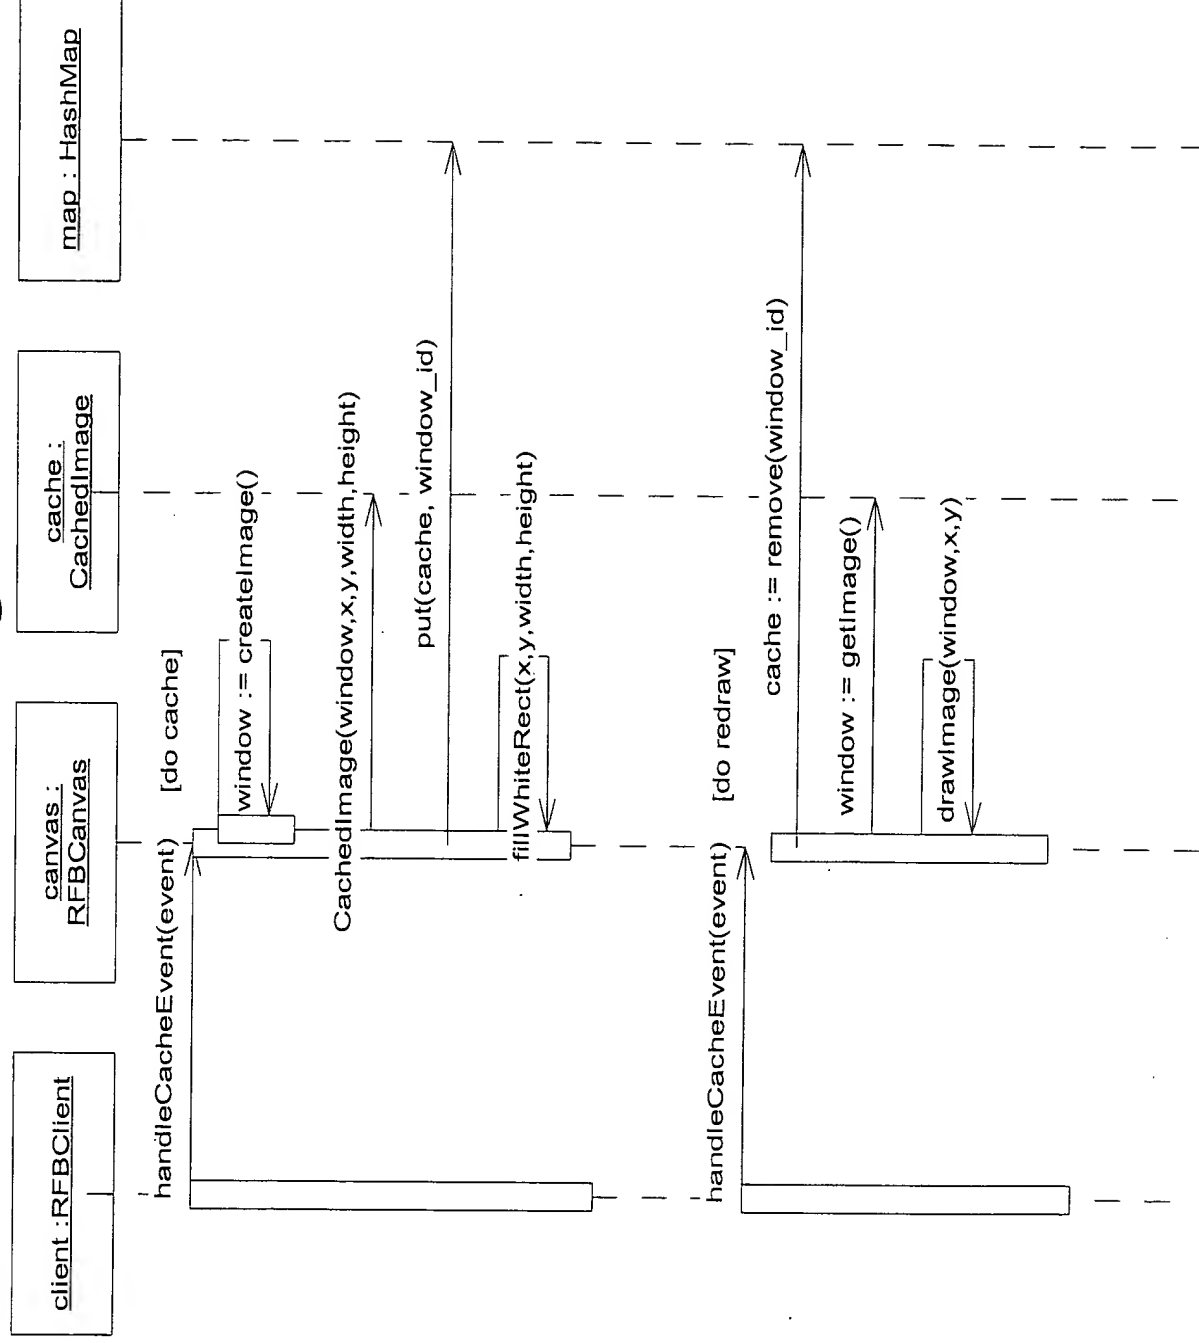 client :RFBClient
canvas :
RFBCanvas
cache :
CachedImage
map : HashMap
handleCacheEvent(event)
[do cache]
window := createImage()
CachedImage(window,x,y,width,height)
put(cache, window_id)
fillWhiteRect(x,y,width,height)
handleCacheEvent(event)
[do redraw]
cache := remove(window_id)
window := getImage()
drawImage(window,x,y)